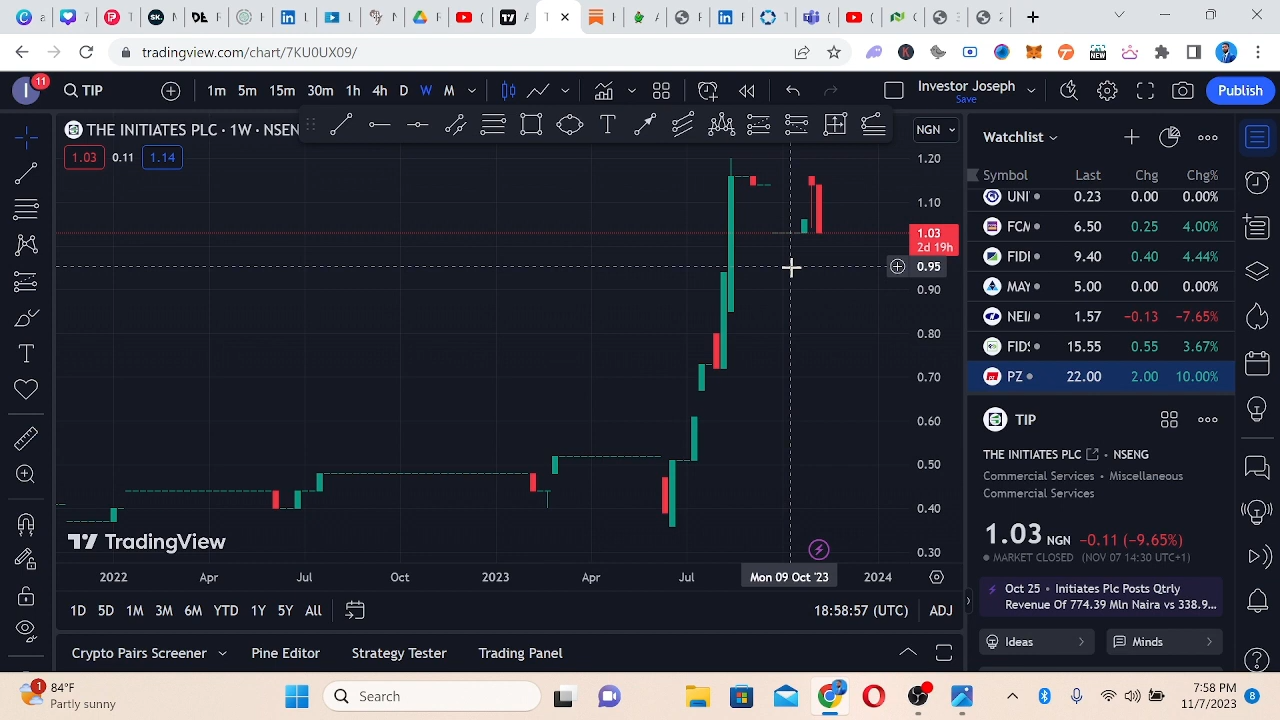 tradingview.com/chart/7KU0UX09/
11
TIP
1m 5m 15m 30m 1h 4h D W M
Investor Joseph
Save
Publish
THE INITIATES PLC · 1W · NSEN
NGN
1.03 0.11 1.14
1.20
1.10
1.03
2d 19h
0.95
0.90
0.80
0.70
0.60
0.50
0.40
0.30
TradingView
2022 Apr Jul Oct 2023 Apr Jul Mon 09 Oct '23 2024
1D 5D 1M 3M 6M YTD 1Y 5Y All
18:58:57 (UTC) ADJ
Crypto Pairs Screener Pine Editor Strategy Tester Trading Panel
Watchlist
Symbol Last Chg Chg%
UNI 0.23 0.00 0.00%
FCM 6.50 0.25 4.00%
FIDI 9.40 0.40 4.44%
MAY 5.00 0.00 0.00%
NEI 1.57 −0.13 −7.65%
FIDS 15.55 0.55 3.67%
PZ 22.00 2.00 10.00%
TIP
THE INITIATES PLC · NSENG
Commercial Services · Miscellaneous
Commercial Services
1.03 NGN −0.11 (−9.65%)
MARKET CLOSED (NOV 07 14:30 UTC+1)
Oct 25 · Initiates Plc Posts Qtrly
Revenue Of 774.39 Mln Naira vs 338.9...
Ideas Minds
1
84°F
Partly sunny
Search
7:58 PM
11/7/2023
8